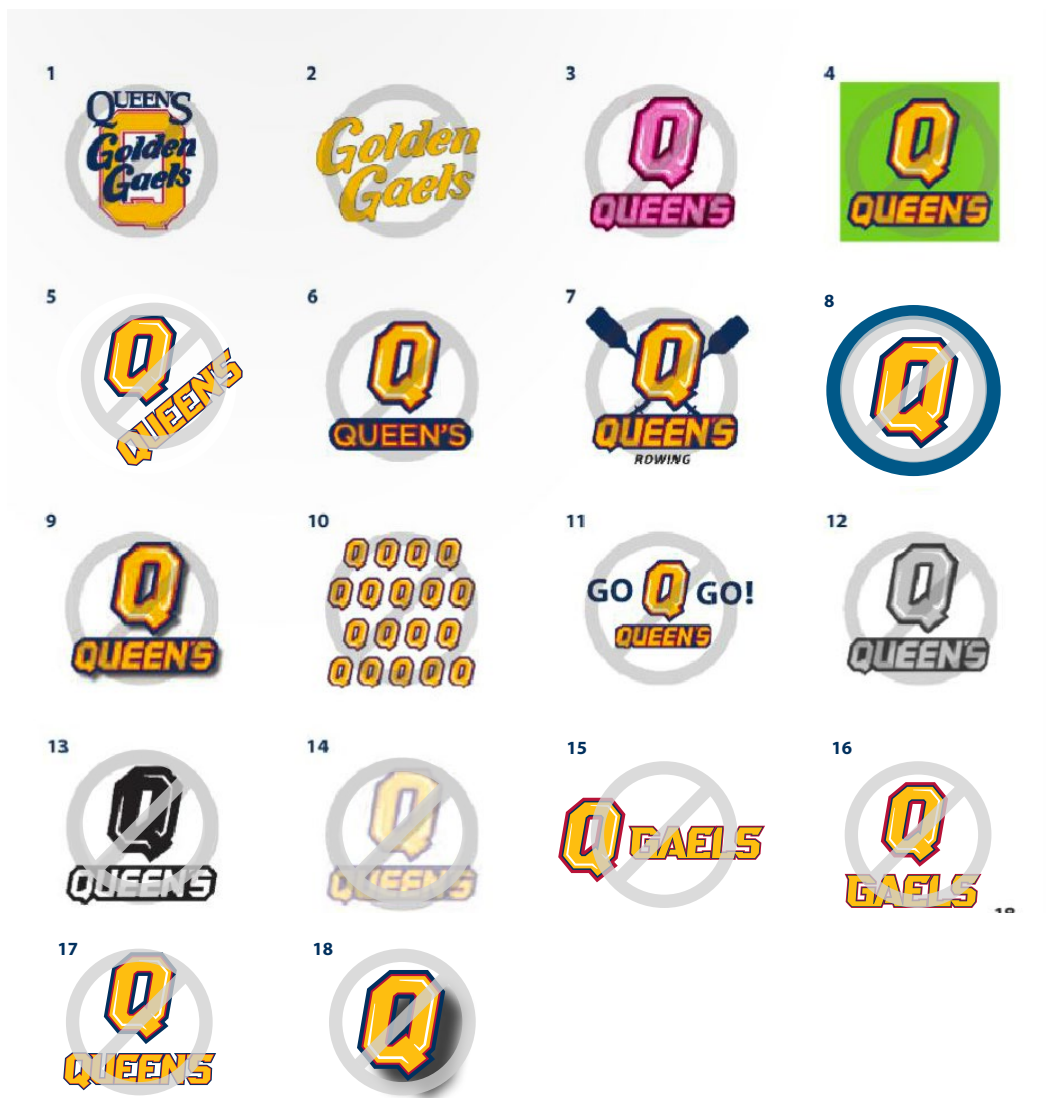 1
QUEEN'S
Golden
Gaels
2
Golden
Gaels
3
Q
QUEEN'S
4
Q
QUEEN'S
5
Q
QUEEN'S
6
Q
QUEEN'S
7
Q
QUEEN'S
ROWING
8
Q
9
Q
QUEEN'S
10
Q Q Q Q
Q Q Q Q Q
Q Q Q Q
Q Q Q Q Q
11
GO Q GO!
QUEEN'S
12
Q
QUEEN'S
13
Q
QUEEN'S
14
Q
QUEEN'S
15
Q GAELS
16
Q
GAELS
17
Q
QUEEN'S
18
Q